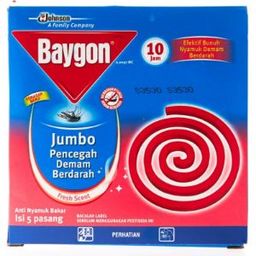 Johnson
A Family Company
Baygon
10
Jam
Efektif Bunuh
Nyamuk Demam
Berdarah
Jumbo
Pencegah
Demam
Berdarah
Fresh Scent
Anti Nyamuk Bakar
Isi 5 pasang
BACALAH LABEL
SEBELUM MENGGUNAKAN PESTISIDA INI
PERHATIAN